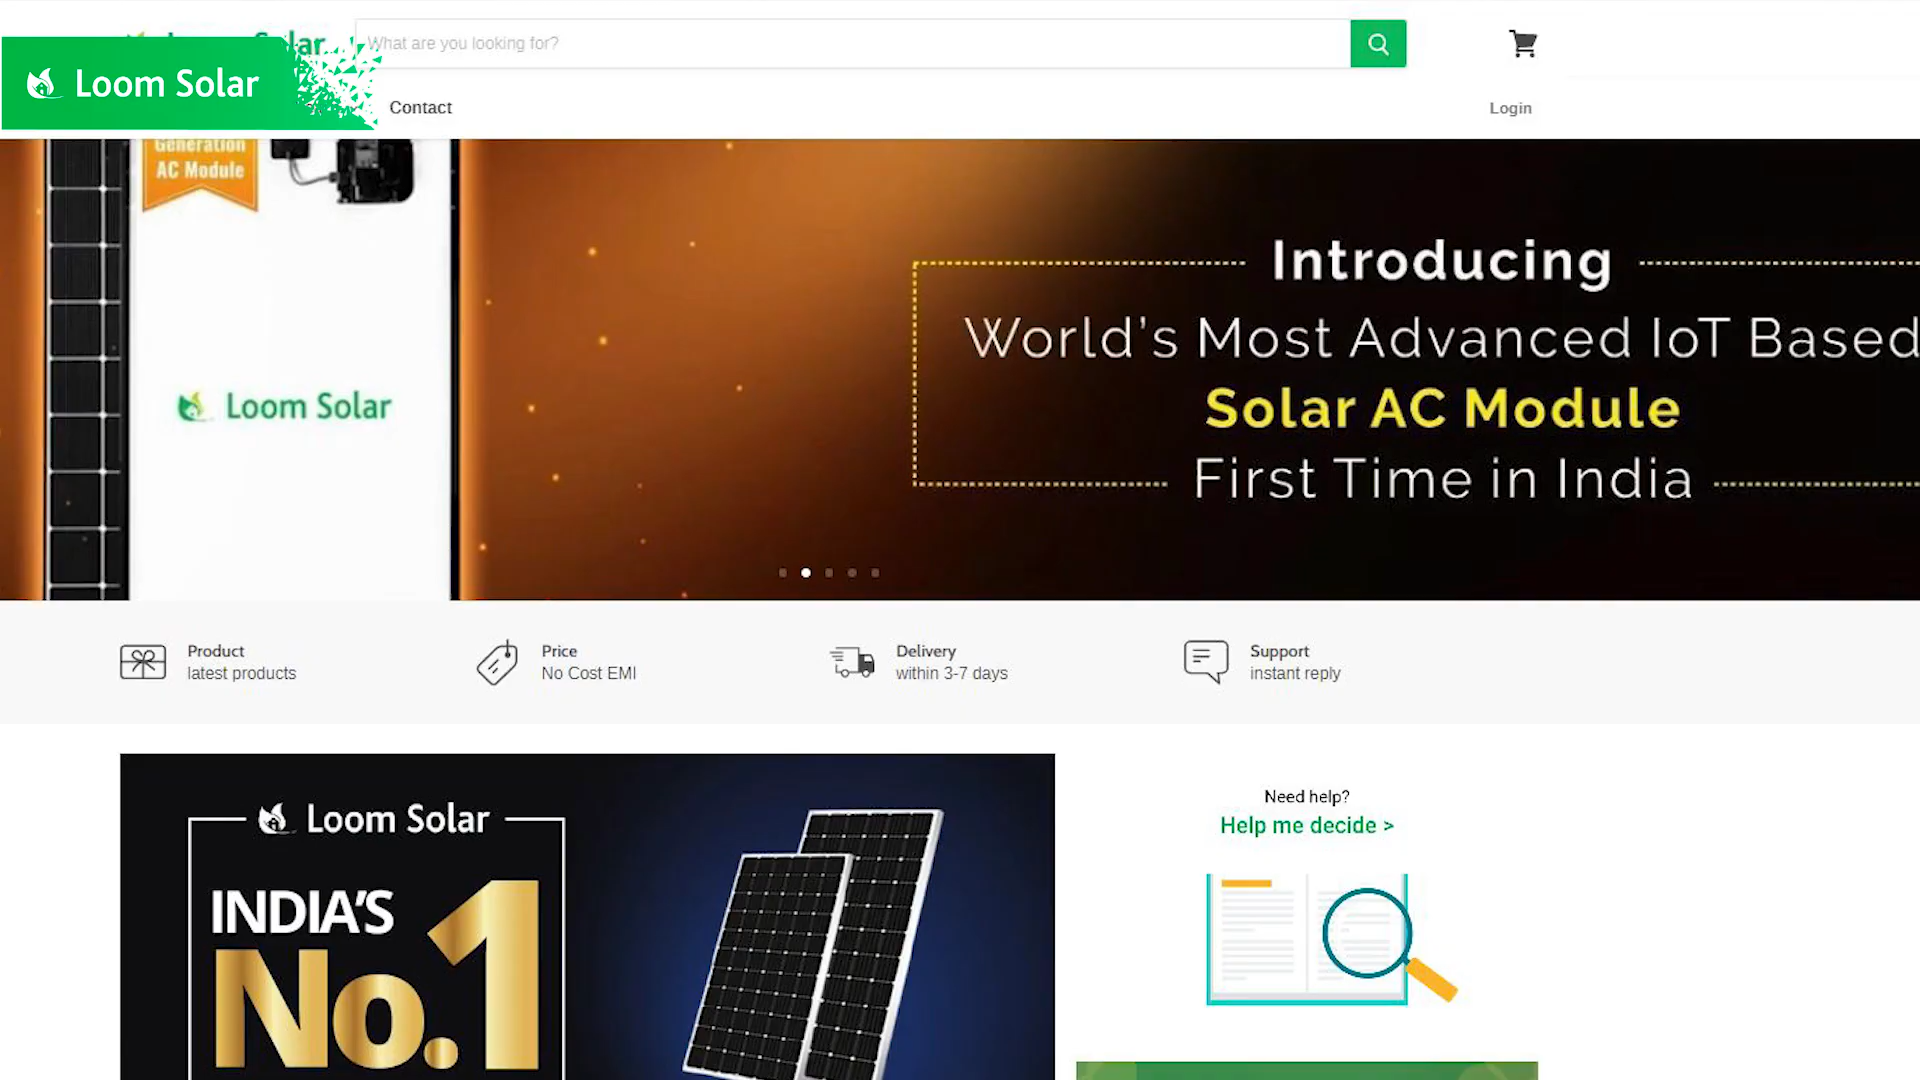 What are you looking for?
Loom Solar
Contact
Login
Generation
AC Module
Loom Solar
Introducing
World's Most Advanced IoT Based
Solar AC Module
First Time in India
Product
latest products
Price
No Cost EMI
Delivery
within 3-7 days
Support
instant reply
Loom Solar
INDIA'S
No.1
Need help?
Help me decide >